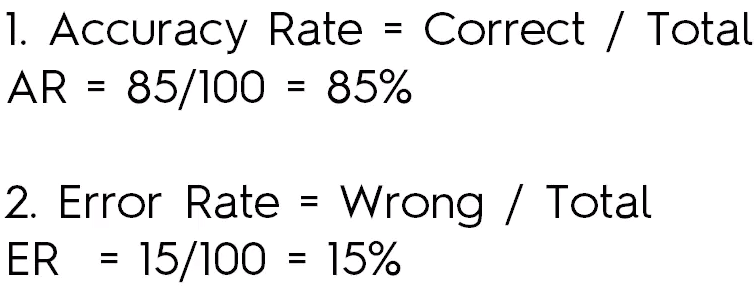 1. Accuracy Rate = Correct / Total
AR = 85/100 = 85%
2. Error Rate = Wrong / Total
ER = 15/100 = 15%